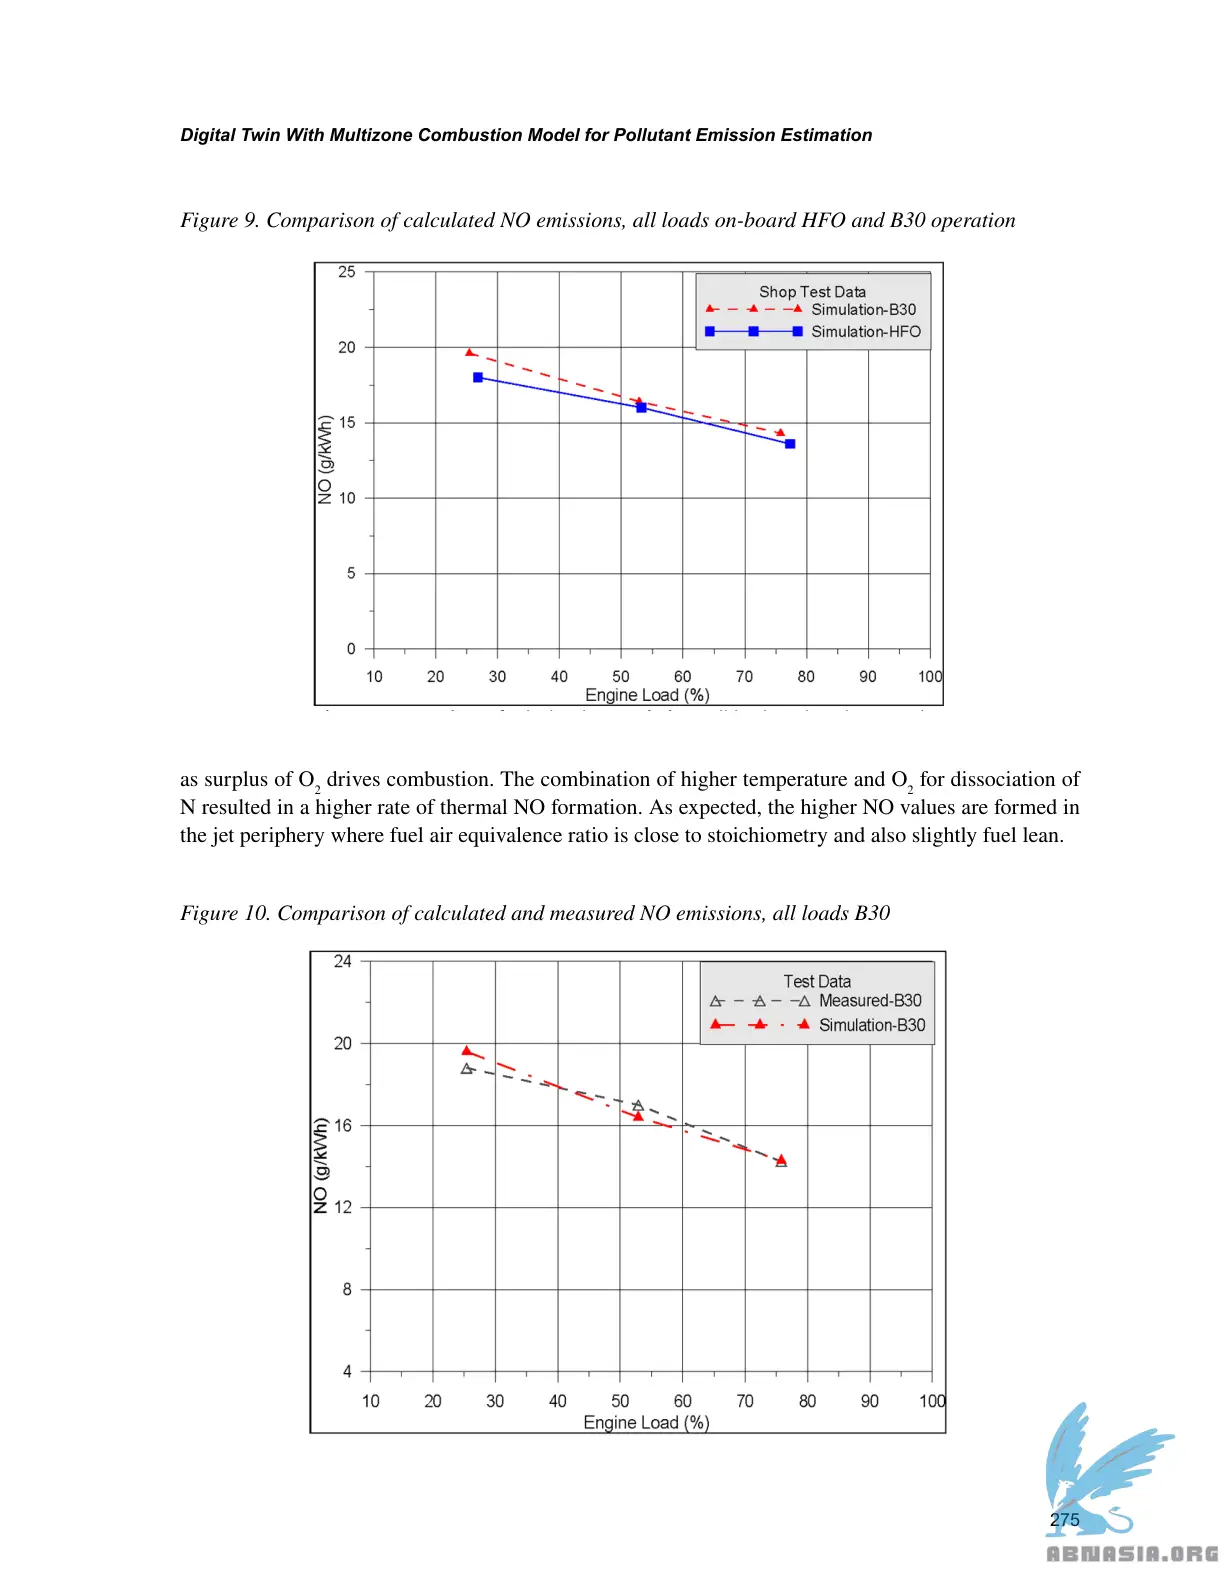 Digital Twin With Multizone Combustion Model for Pollutant Emission Estimation
Figure 9. Comparison of calculated NO emissions, all loads on-board HFO and B30 operation
25
20
15
10
5
0
NO (g/kWh)
Shop Test Data
Simulation-B30
Simulation-HFO
10 20 30 40 50 60 70 80 90 100
Engine Load (%)
as surplus of O2 drives combustion. The combination of higher temperature and O2 for dissociation of
N resulted in a higher rate of thermal NO formation. As expected, the higher NO values are formed in
the jet periphery where fuel air equivalence ratio is close to stoichiometry and also slightly fuel lean.
Figure 10. Comparison of calculated and measured NO emissions, all loads B30
24
20
16
12
8
4
NO (g/kWh)
Test Data
Measured-B30
Simulation-B30
10 20 30 40 50 60 70 80 90 100
Engine Load (%)
275
ABNASIA.ORG